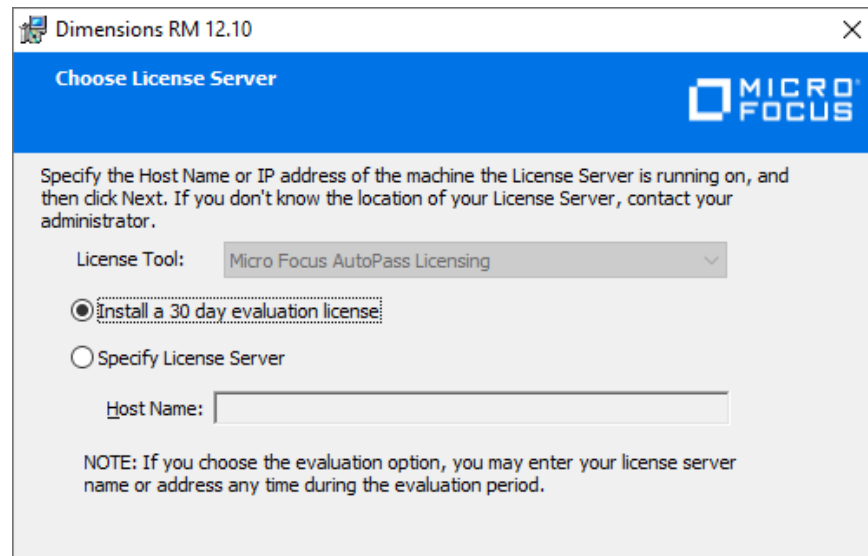 Dimensions RM 12.10
Choose License Server
MICRO
FOCUS
Specify the Host Name or IP address of the machine the License Server is running on, and
then click Next. If you don't know the location of your License Server, contact your
administrator.
License Tool: Micro Focus AutoPass Licensing
Install a 30 day evaluation license
Specify License Server
Host Name:
NOTE: If you choose the evaluation option, you may enter your license server
name or address any time during the evaluation period.